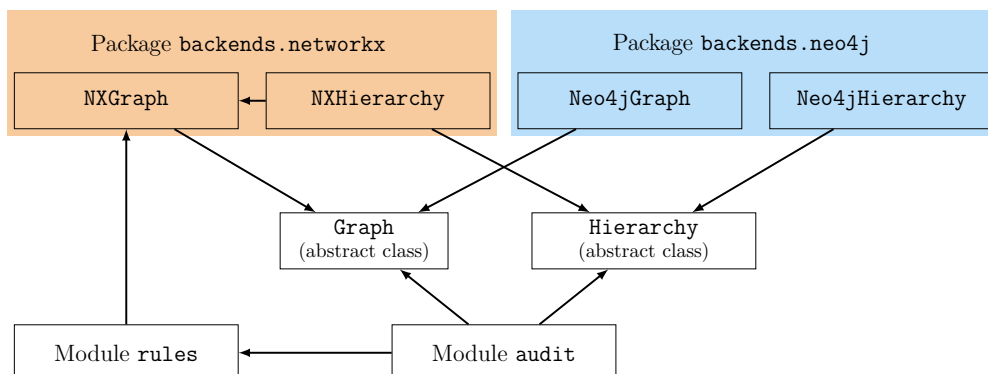 Package backends.networkx
Package backends.neo4j
NXGraph
NXHierarchy
Neo4jGraph
Neo4jHierarchy
Graph
(abstract class)
Hierarchy
(abstract class)
Module rules
Module audit